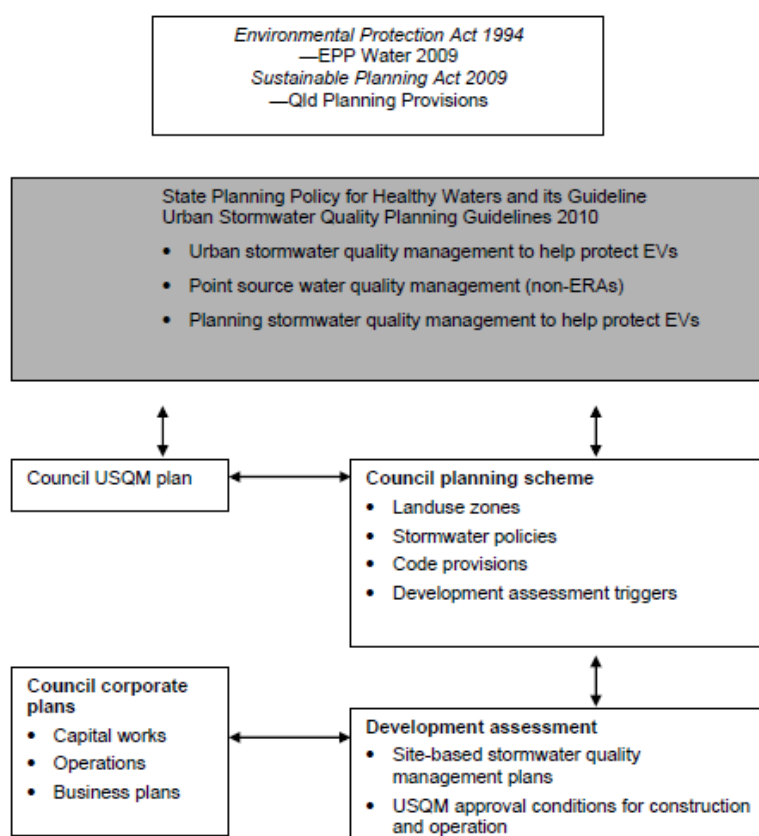 Environmental Protection Act 1994
—EPP Water 2009
Sustainable Planning Act 2009
—Qld Planning Provisions
State Planning Policy for Healthy Waters and its Guideline
Urban Stormwater Quality Planning Guidelines 2010
• Urban stormwater quality management to help protect EVs
• Point source water quality management (non-ERAs)
• Planning stormwater quality management to help protect EVs
Council USQM plan
Council planning scheme
• Landuse zones
• Stormwater policies
• Code provisions
• Development assessment triggers
Council corporate
plans
• Capital works
• Operations
• Business plans
Development assessment
• Site-based stormwater quality
management plans
• USQM approval conditions for construction
and operation